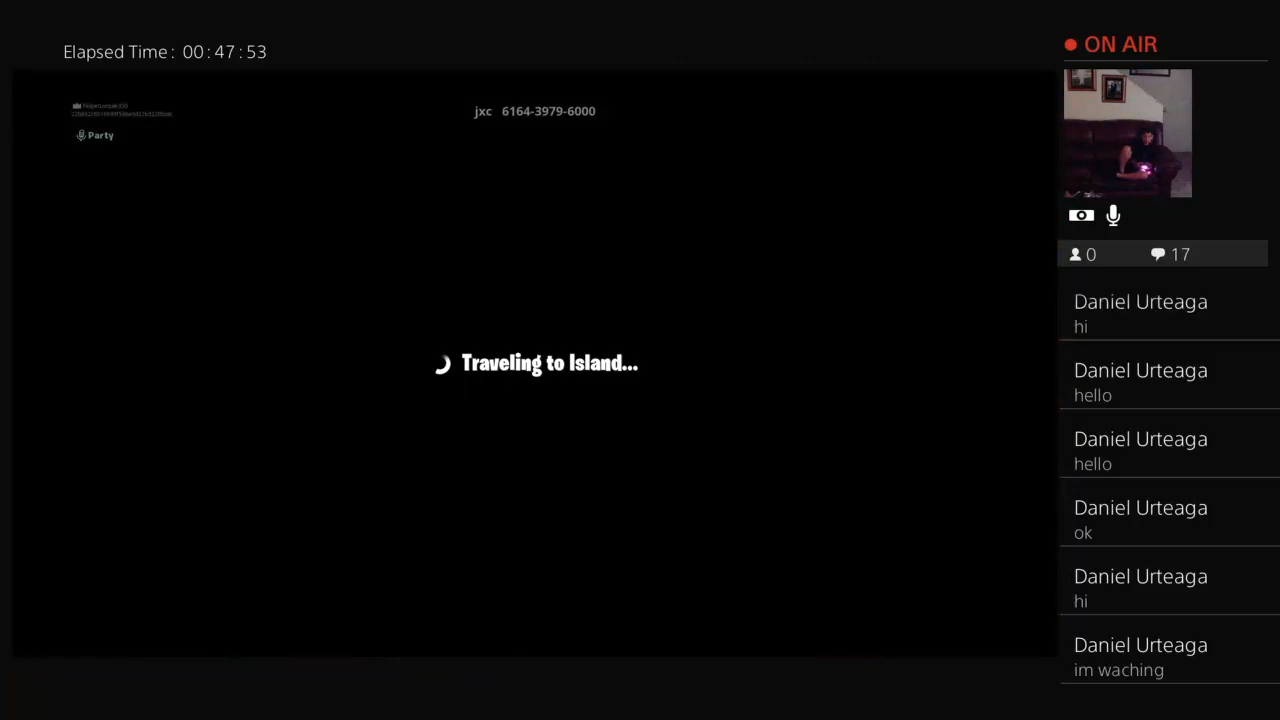 Elapsed Time: 00:47:53
ON AIR
jxc 6164-3979-6000
Party
0 17
Traveling to Island...
Daniel Urteaga
hi
Daniel Urteaga
hello
Daniel Urteaga
hello
Daniel Urteaga
ok
Daniel Urteaga
hi
Daniel Urteaga
im waching